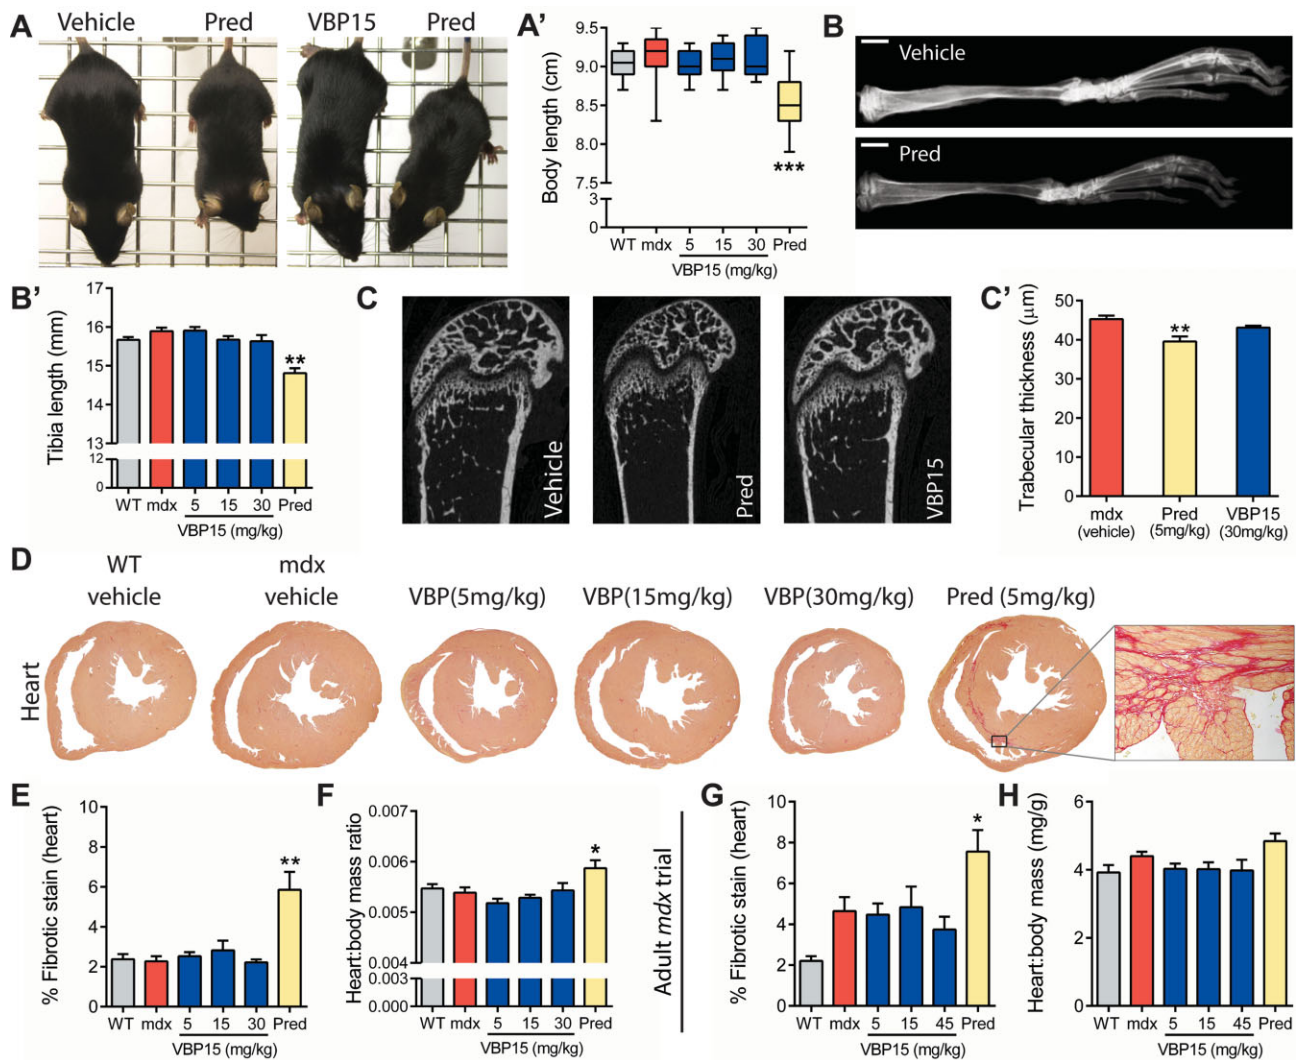 A
Vehicle
Pred
VBP15
Pred
A'
Body length (cm)
9.5
9.0
8.5
8.0
7.5
3
0
***
WT
mdx
5
15
30
Pred
VBP15 (mg/kg)
B
Vehicle
Pred
B'
Tibia length (mm)
17
16
15
14
13
12
0
**
WT
mdx
5
15
30
Pred
VBP15 (mg/kg)
C
Vehicle
Pred
VBP15
C'
Trabecular thickness (μm)
50
40
30
20
10
0
**
mdx
(vehicle)
Pred
(5mg/kg)
VBP15
(30mg/kg)
D
WT
vehicle
mdx
vehicle
VBP(5mg/kg)
VBP(15mg/kg)
VBP(30mg/kg)
Pred (5mg/kg)
Heart
E
% Fibrotic stain (heart)
10
8
6
4
2
0
**
WT
mdx
5
15
30
Pred
VBP15 (mg/kg)
F
Heart:body mass ratio
0.007
0.006
0.005
0.004
0.003
0.000
*
WT
mdx
5
15
30
Pred
VBP15 (mg/kg)
Adult mdx trial
G
% Fibrotic stain (heart)
10
8
6
4
2
0
*
WT
mdx
5
15
45
Pred
VBP15 (mg/kg)
H
Heart:body mass (mg/g)
6
4
2
0
WT
mdx
5
15
45
Pred
VBP15 (mg/kg)